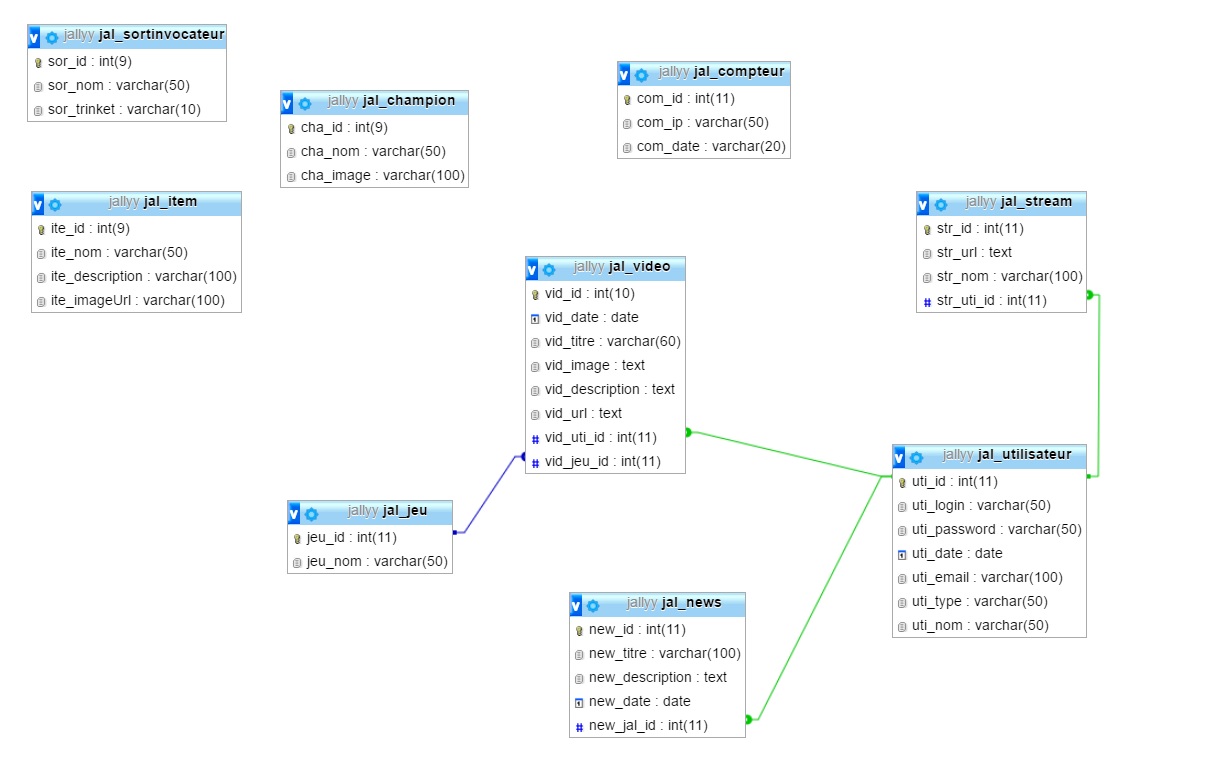 jallyy jal_sortinvocateur
sor_id : int(9)
sor_nom : varchar(50)
sor_trinket : varchar(10)
jallyy jal_champion
cha_id : int(9)
cha_nom : varchar(50)
cha_image : varchar(100)
jallyy jal_compteur
com_id : int(11)
com_ip : varchar(50)
com_date : varchar(20)
jallyy jal_item
ite_id : int(9)
ite_nom : varchar(50)
ite_description : varchar(100)
ite_imageUrl : varchar(100)
jallyy jal_stream
str_id : int(11)
str_url : text
str_nom : varchar(100)
str_uti_id : int(11)
jallyy jal_video
vid_id : int(10)
vid_date : date
vid_titre : varchar(60)
vid_image : text
vid_description : text
vid_url : text
vid_uti_id : int(11)
vid_jeu_id : int(11)
jallyy jal_utilisateur
uti_id : int(11)
uti_login : varchar(50)
uti_password : varchar(50)
uti_date : date
uti_email : varchar(100)
uti_type : varchar(50)
uti_nom : varchar(50)
jallyy jal_jeu
jeu_id : int(11)
jeu_nom : varchar(50)
jallyy jal_news
new_id : int(11)
new_titre : varchar(100)
new_description : text
new_date : date
new_jal_id : int(11)